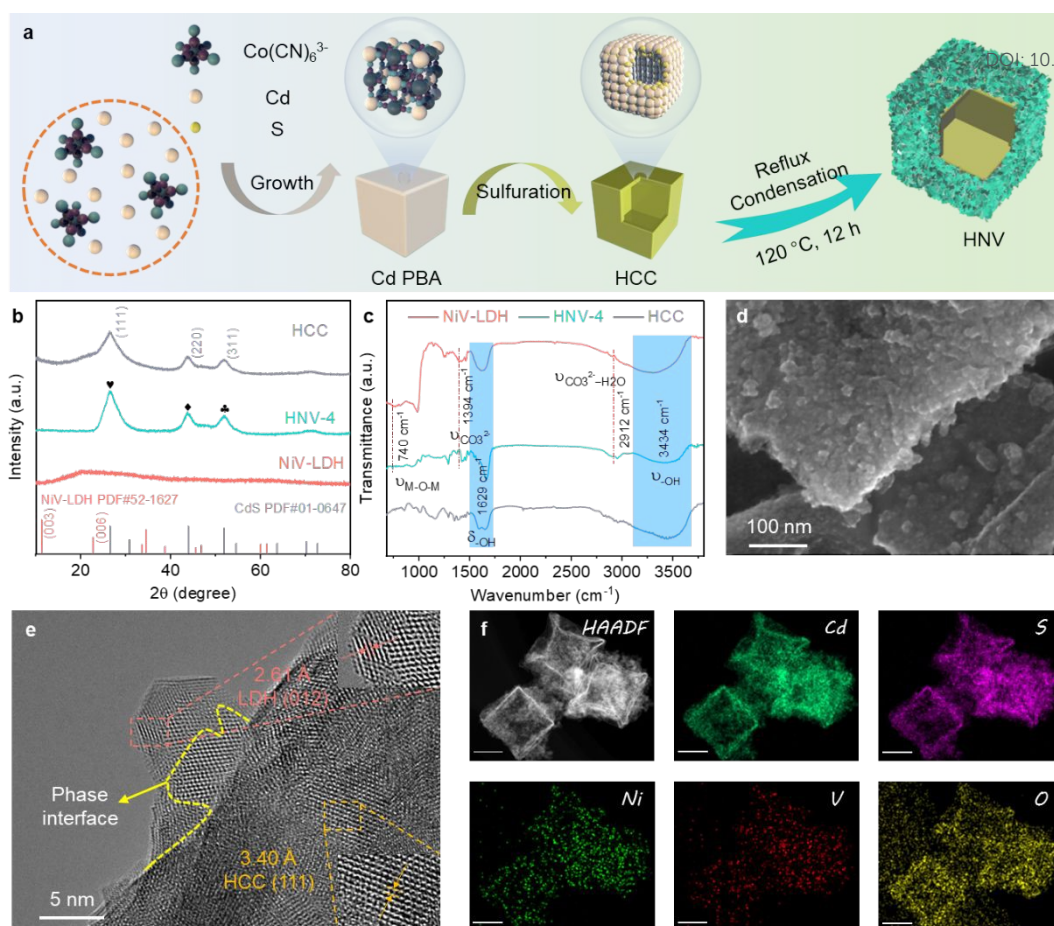 a
Co(CN)₆³⁻
Cd
S
Growth
Cd PBA
Sulfuration
HCC
Reflux
Condensation
120 °C, 12 h
DOI: 10.
HNV
b
Intensity (a.u.)
(111)
(220)
(311)
HCC
♥
♦
♣
HNV-4
NiV-LDH
NiV-LDH PDF#52-1627
CdS PDF#01-0647
(003)
(006)
20
40
60
80
2θ (degree)
c
Transmittance (a.u.)
NiV-LDH
HNV-4
HCC
740 cm⁻¹
1394 cm⁻¹
υCO3²⁻
υM-O-M
1629 cm⁻¹
δ-OH
υCO3²⁻–H2O
2912 cm⁻¹
3434 cm⁻¹
υ-OH
1000
1500
2000
2500
3000
3500
Wavenumber (cm⁻¹)
d
100 nm
e
2.61 Å
LDH (012)
Phase
interface
3.40 Å
HCC (111)
5 nm
f
HAADF
Cd
S
Ni
V
O